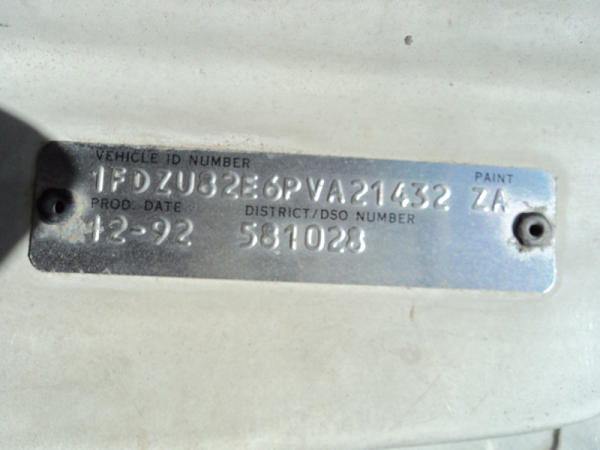 VEHICLE ID NUMBER PAINT
1FDZU82E6PVA21432 ZA
PROD. DATE DISTRICT/DSO NUMBER
12-92 581028